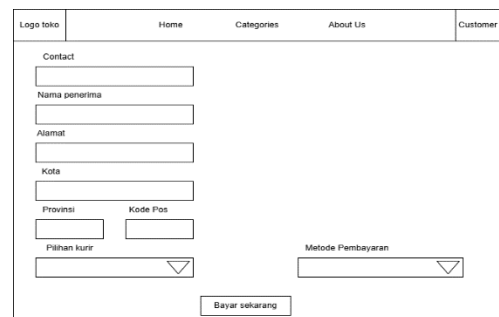 Logo toko Home Categories About Us Customer
Contact
Nama penerima
Alamat
Kota
Provinsi Kode Pos
Pilihan kurir Metode Pembayaran
Bayar sekarang